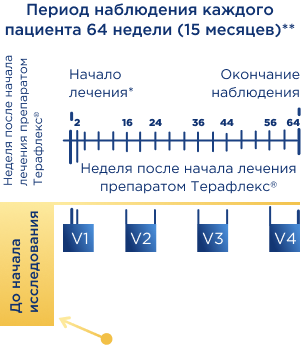 Период наблюдения каждого
пациента 64 недели (15 месяцев)**
Неделя после начала
лечения препаратом
Терафлекс®
Начало
лечения*
Окончание
наблюдения
2 16 24 36 44 56 64
Неделя после начала лечения
препаратом Терафлекс®
До начала
исследования
V1 V2 V3 V4